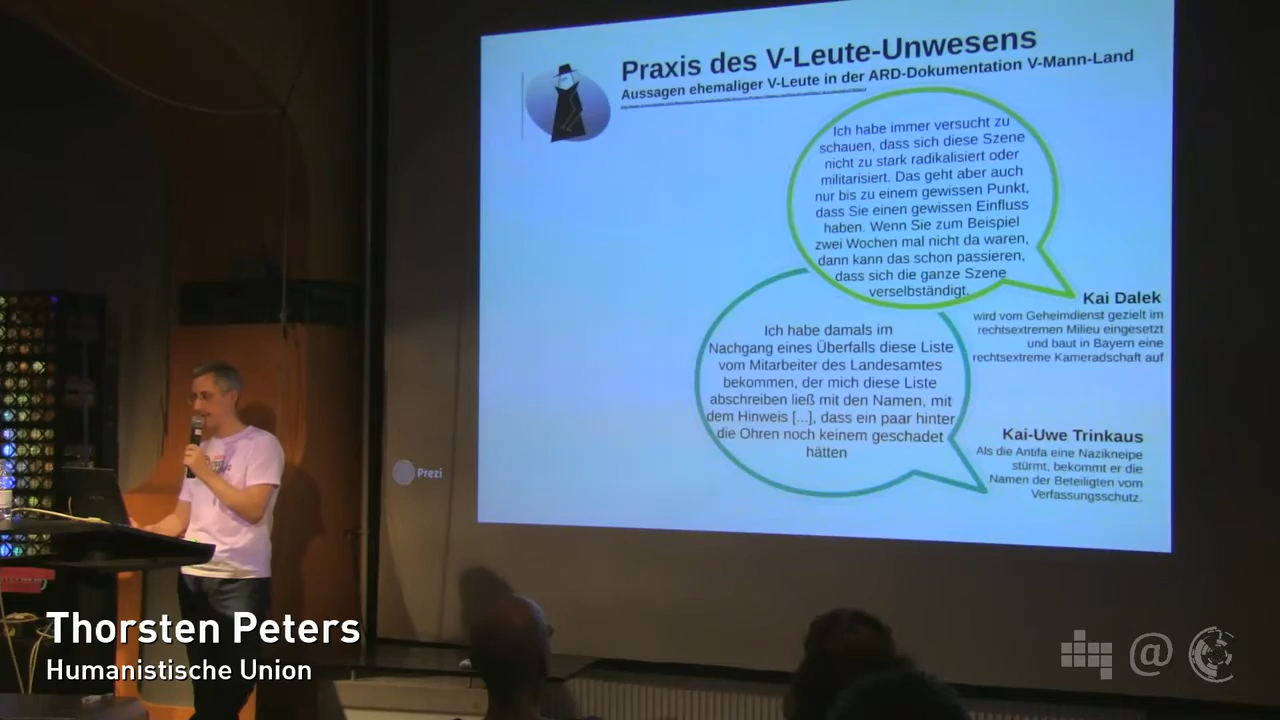 Praxis des V-Leute-Unwesens
Aussagen ehemaliger V-Leute in der ARD-Dokumentation V-Mann-Land
Ich habe immer versucht zu
schauen, dass sich diese Szene
nicht zu stark radikalisiert oder
militarisiert. Das geht aber auch
nur bis zu einem gewissen Punkt,
dass Sie einen gewissen Einfluss
haben. Wenn Sie zum Beispiel
zwei Wochen mal nicht da waren,
dann kann das schon passieren,
dass sich die ganze Szene
verselbständigt.
Kai Dalek
wird vom Geheimdienst gezielt im
rechtsextremen Milieu eingesetzt
und baut in Bayern eine
rechtsextreme Kameradschaft auf
Ich habe damals im
Nachgang eines Überfalls diese Liste
vom Mitarbeiter des Landesamtes
bekommen, der mich diese Liste
abschreiben ließ mit den Namen, mit
dem Hinweis [...], dass ein paar hinter
die Ohren noch keinem geschadet
hätten
Kai-Uwe Trinkaus
Als die Antifa eine Nazikneipe
stürmt, bekommt er die
Namen der Beteiligten vom
Verfassungsschutz.
Prezi
Thorsten Peters
Humanistische Union
@